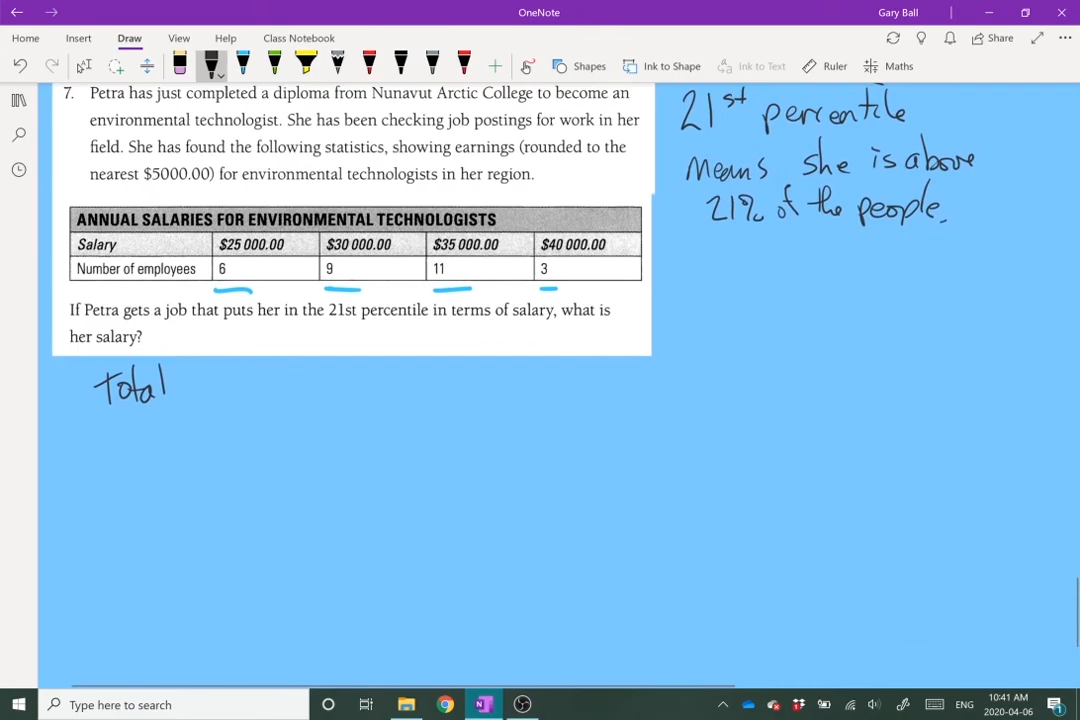 OneNote
Gary Ball
Home Insert Draw View Help Class Notebook
Share
Shapes Ink to Shape Ink to Text Ruler Maths
7. Petra has just completed a diploma from Nunavut Arctic College to become an
environmental technologist. She has been checking job postings for work in her
field. She has found the following statistics, showing earnings (rounded to the
nearest $5000.00) for environmental technologists in her region.
ANNUAL SALARIES FOR ENVIRONMENTAL TECHNOLOGISTS
Salary $25 000.00 $30 000.00 $35 000.00 $40 000.00
Number of employees 6 9 11 3
If Petra gets a job that puts her in the 21st percentile in terms of salary, what is
her salary?
Total
21st percentile
means she is above
21% of the people.
Type here to search
ENG
10:41 AM
2020-04-06
1